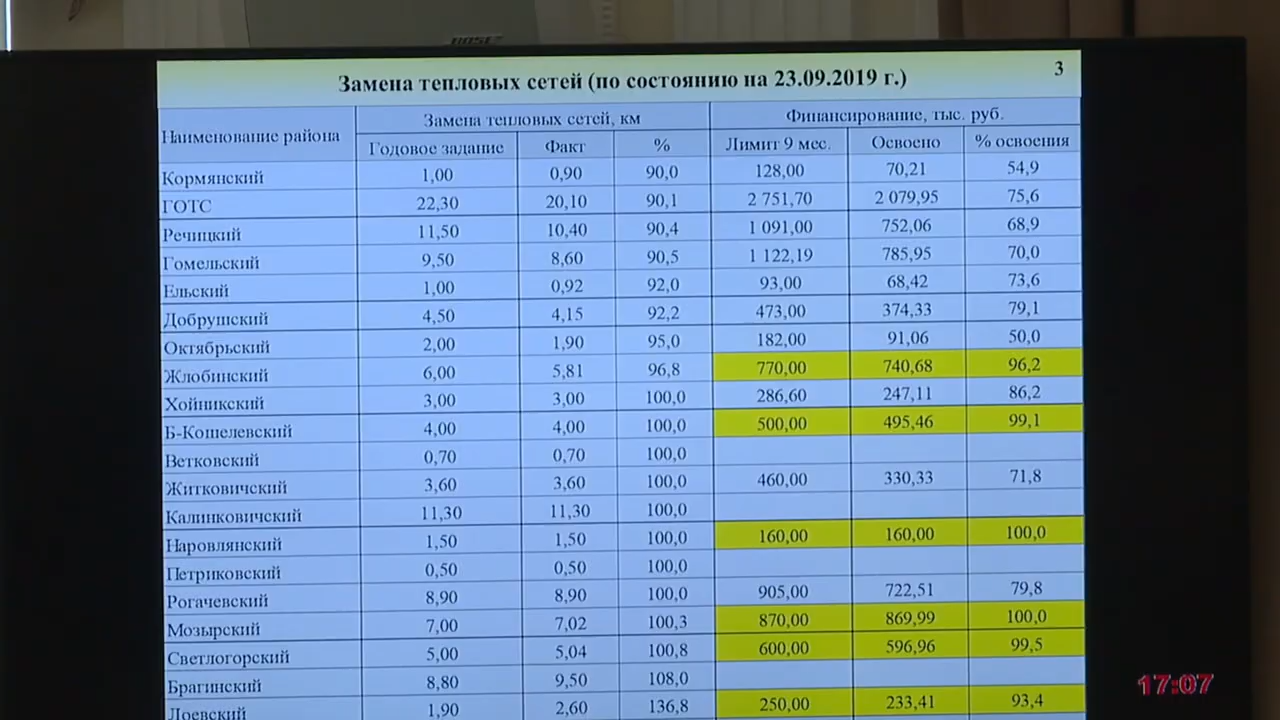 BOSE
Замена тепловых сетей (по состоянию на 23.09.2019 г.)
3
Наименование района Замена тепловых сетей, км Финансирование, тыс. руб.
Годовое задание Факт % Лимит 9 мес. Освоено % освоения
Кормянский 1,00 0,90 90,0 128,00 70,21 54,9
ГОТС 22,30 20,10 90,1 2 751,70 2 079,95 75,6
Речицкий 11,50 10,40 90,4 1 091,00 752,06 68,9
Гомельский 9,50 8,60 90,5 1 122,19 785,95 70,0
Ельский 1,00 0,92 92,0 93,00 68,42 73,6
Добрушский 4,50 4,15 92,2 473,00 374,33 79,1
Октябрьский 2,00 1,90 95,0 182,00 91,06 50,0
Жлобинский 6,00 5,81 96,8 770,00 740,68 96,2
Хойникский 3,00 3,00 100,0 286,60 247,11 86,2
Б-Кошелевский 4,00 4,00 100,0 500,00 495,46 99,1
Ветковский 0,70 0,70 100,0
Житковичский 3,60 3,60 100,0 460,00 330,33 71,8
Калинковичский 11,30 11,30 100,0
Наровлянский 1,50 1,50 100,0 160,00 160,00 100,0
Петриковский 0,50 0,50 100,0
Рогачевский 8,90 8,90 100,0 905,00 722,51 79,8
Мозырский 7,00 7,02 100,3 870,00 869,99 100,0
Светлогорский 5,00 5,04 100,8 600,00 596,96 99,5
Брагинский 8,80 9,50 108,0
Лоевский 1,90 2,60 136,8 250,00 233,41 93,4
17:07